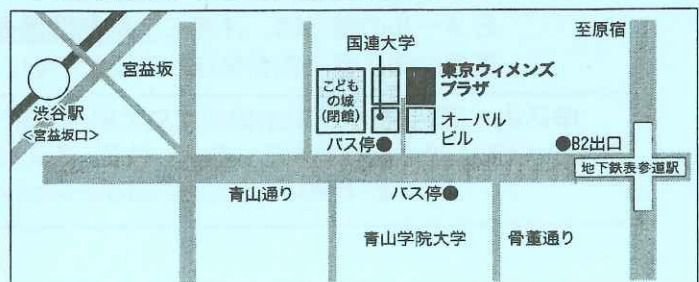 国連大学
至原宿
宮益坂
こども
の城
(閉館)
東京ウィメンズ
プラザ
渋谷駅
<宮益坂口>
オーバル
ビル
バス停●
●B2出口
地下鉄表参道駅
青山通り
バス停●
青山学院大学
骨董通り